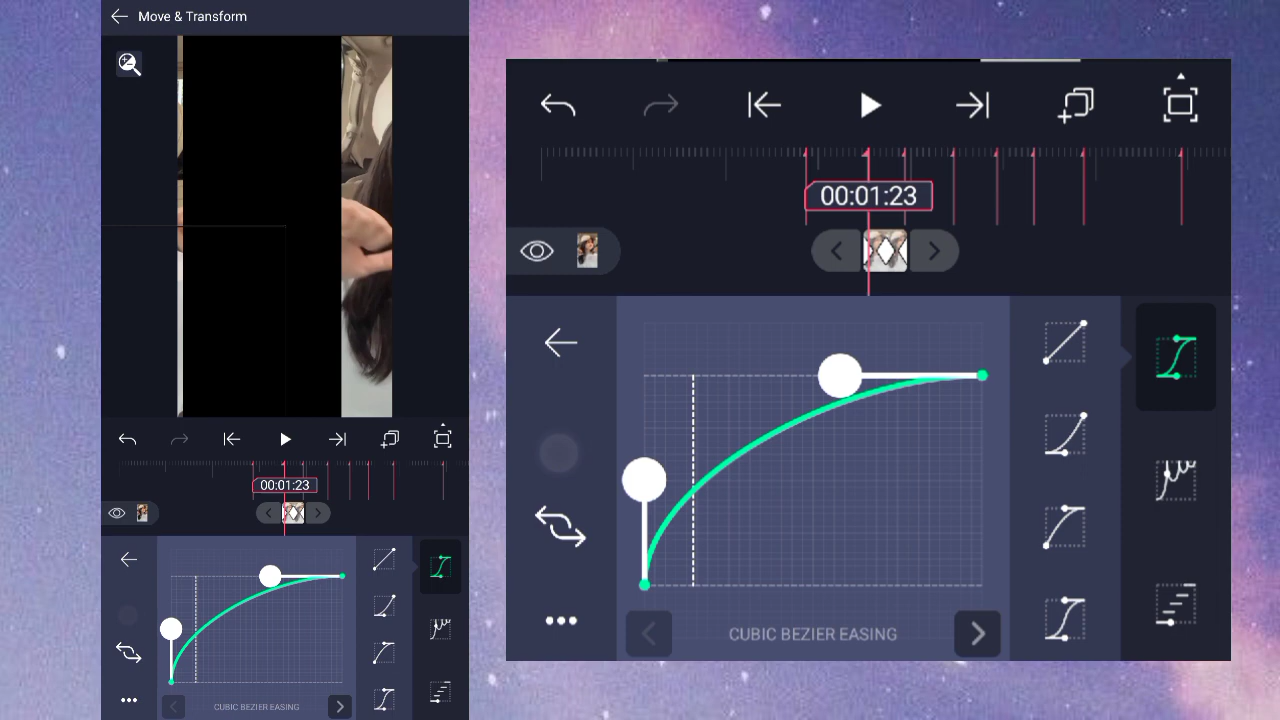 Move & Transform
00:01:23
CUBIC BEZIER EASING
00:01:23
CUBIC BEZIER EASING